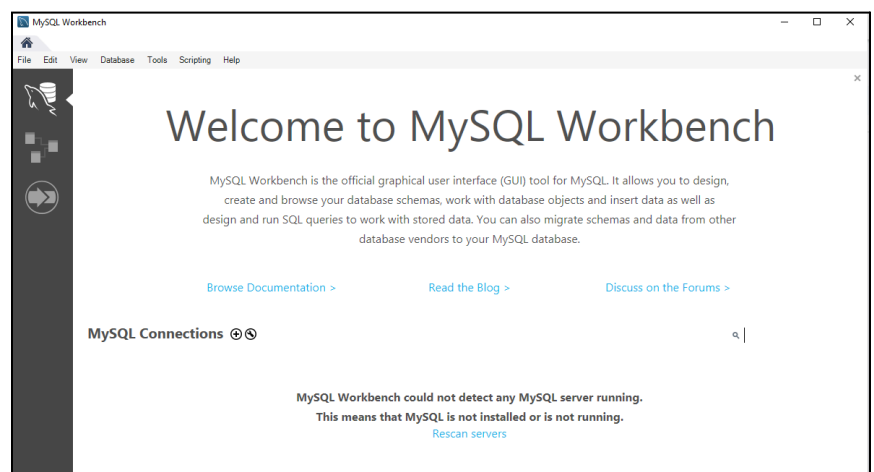 MySQL Workbench
File Edit View Database Tools Scripting Help
Welcome to MySQL Workbench
MySQL Workbench is the official graphical user interface (GUI) tool for MySQL. It allows you to design,
create and browse your database schemas, work with database objects and insert data as well as
design and run SQL queries to work with stored data. You can also migrate schemas and data from other
database vendors to your MySQL database.
Browse Documentation > Read the Blog > Discuss on the Forums >
MySQL Connections
MySQL Workbench could not detect any MySQL server running.
This means that MySQL is not installed or is not running.
Rescan servers